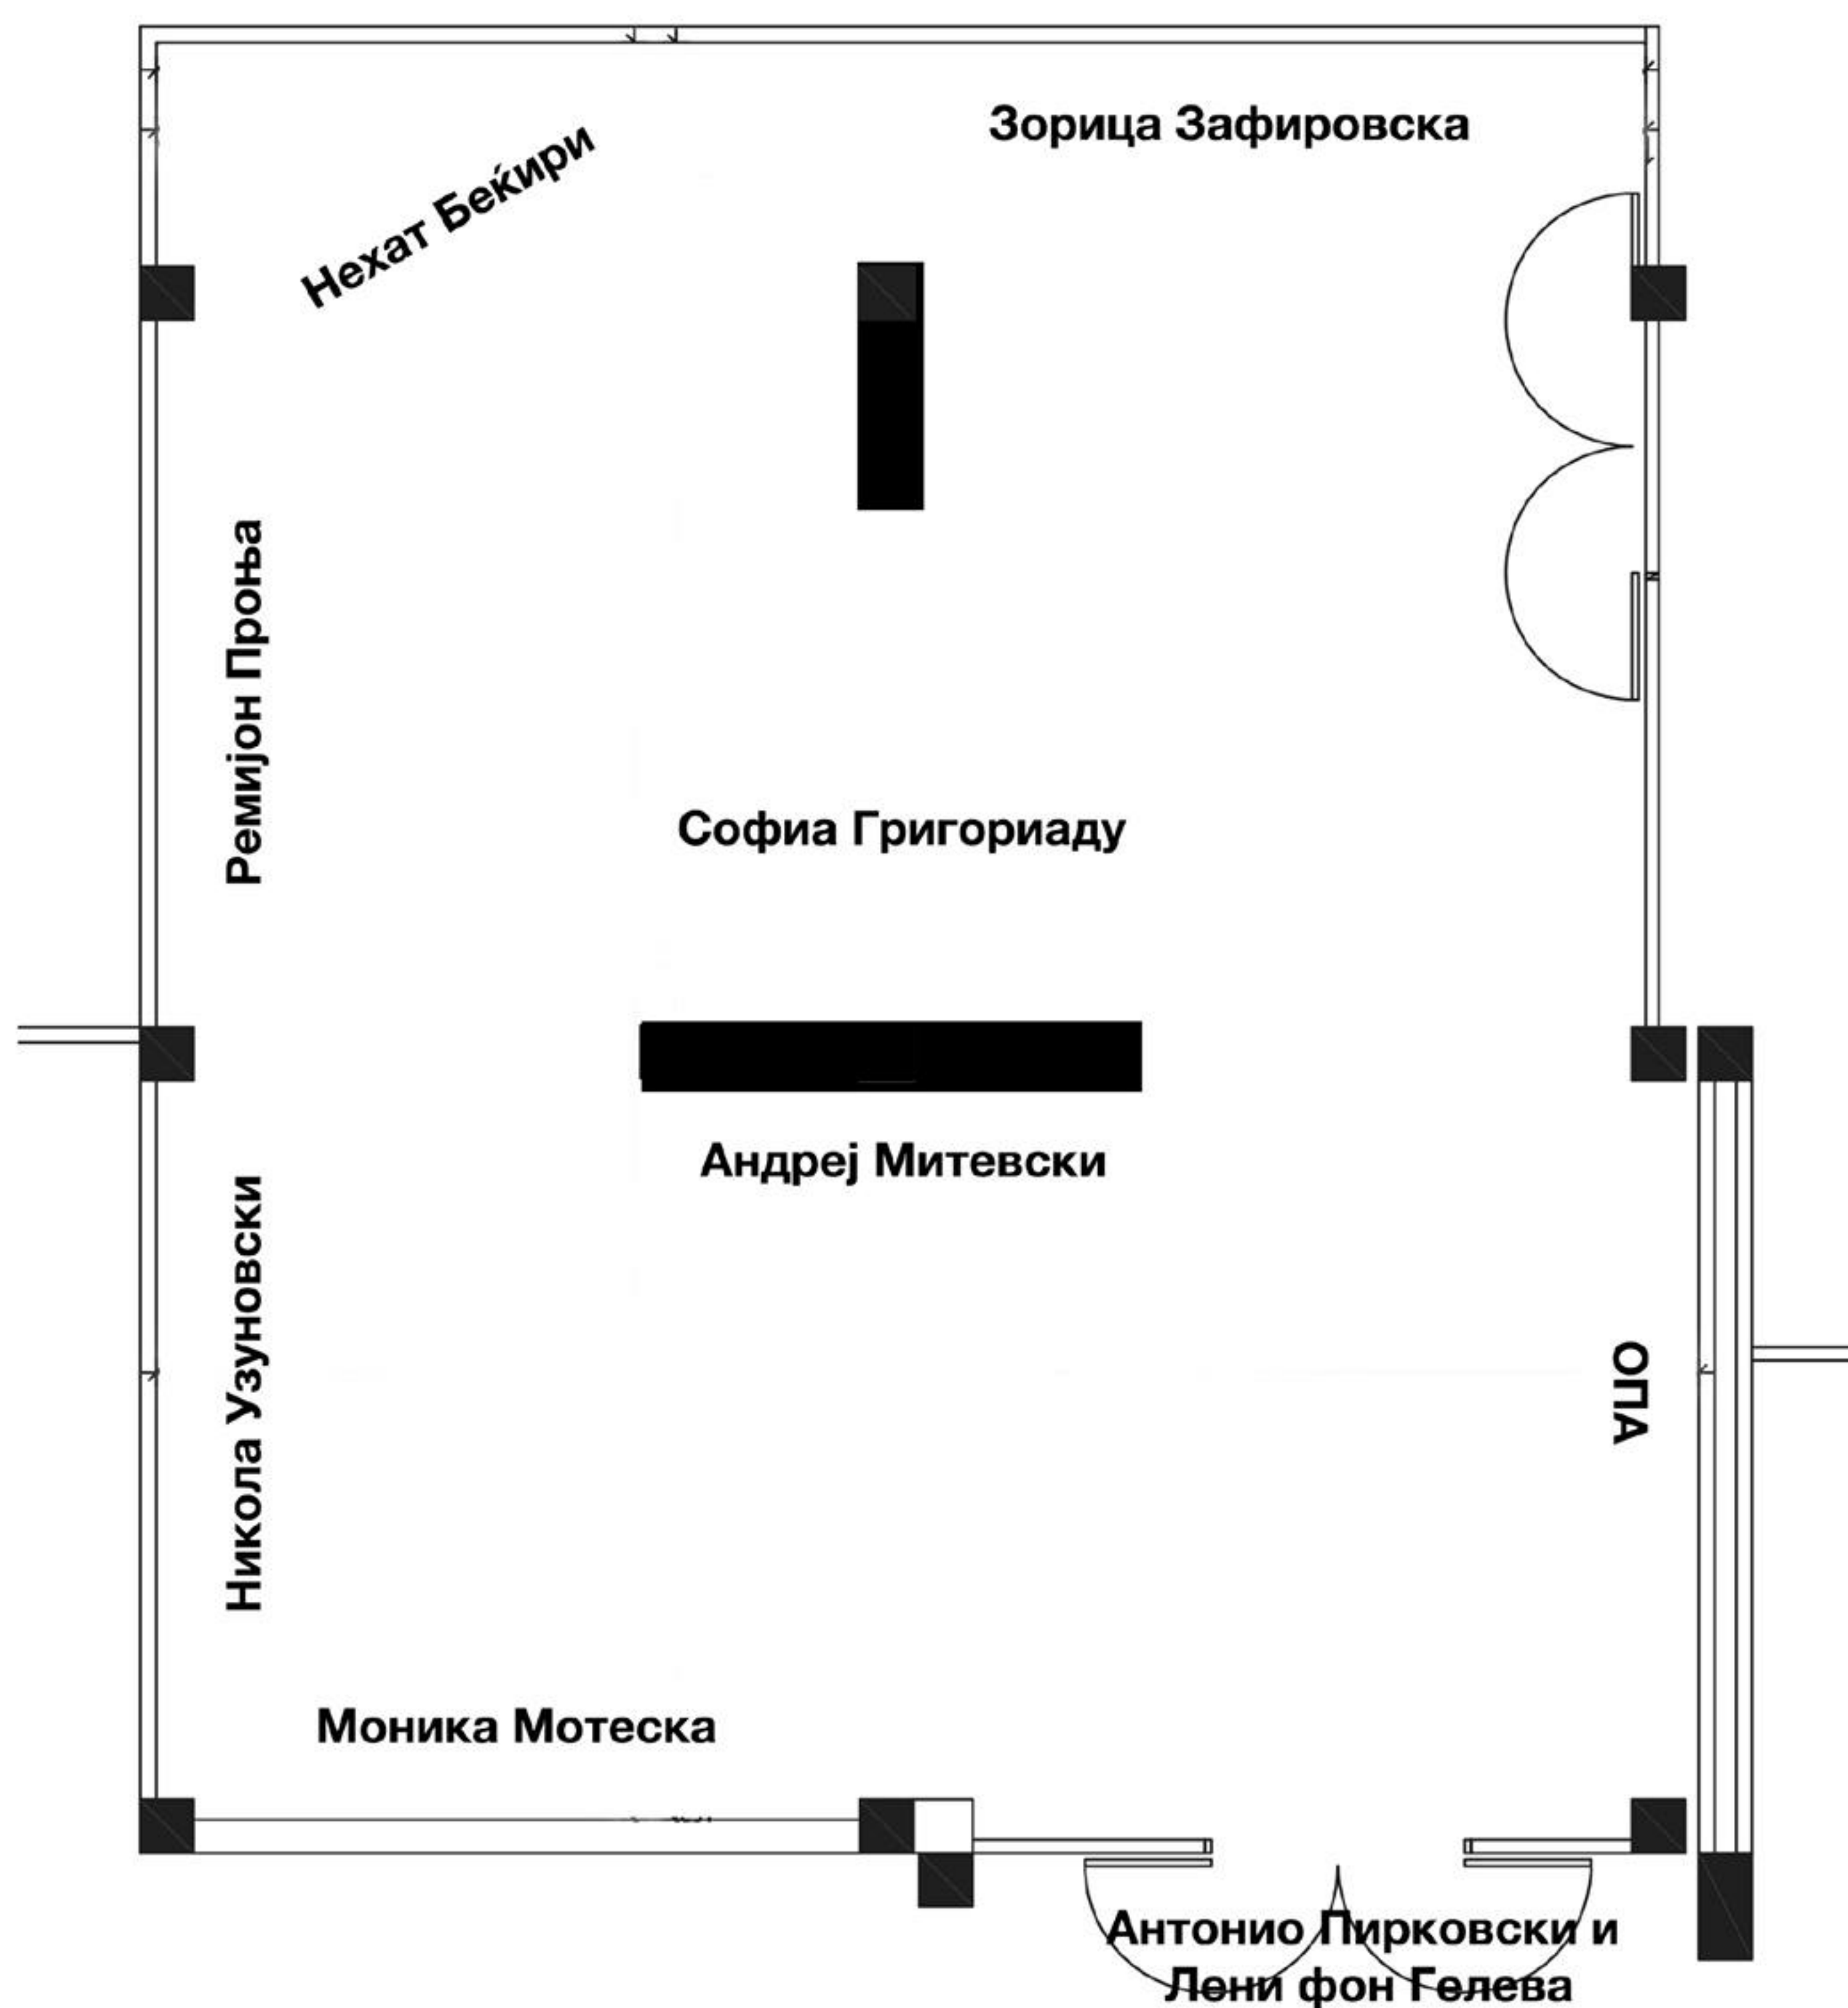 Зорица Зафировска
Нехат Беќири
Ремијон Проња
Софиа Григориаду
Андреј Митевски
Никола Узуновски
ОПА
Моника Мотеска
Антонио Пирковски и
Лени фон Гелева